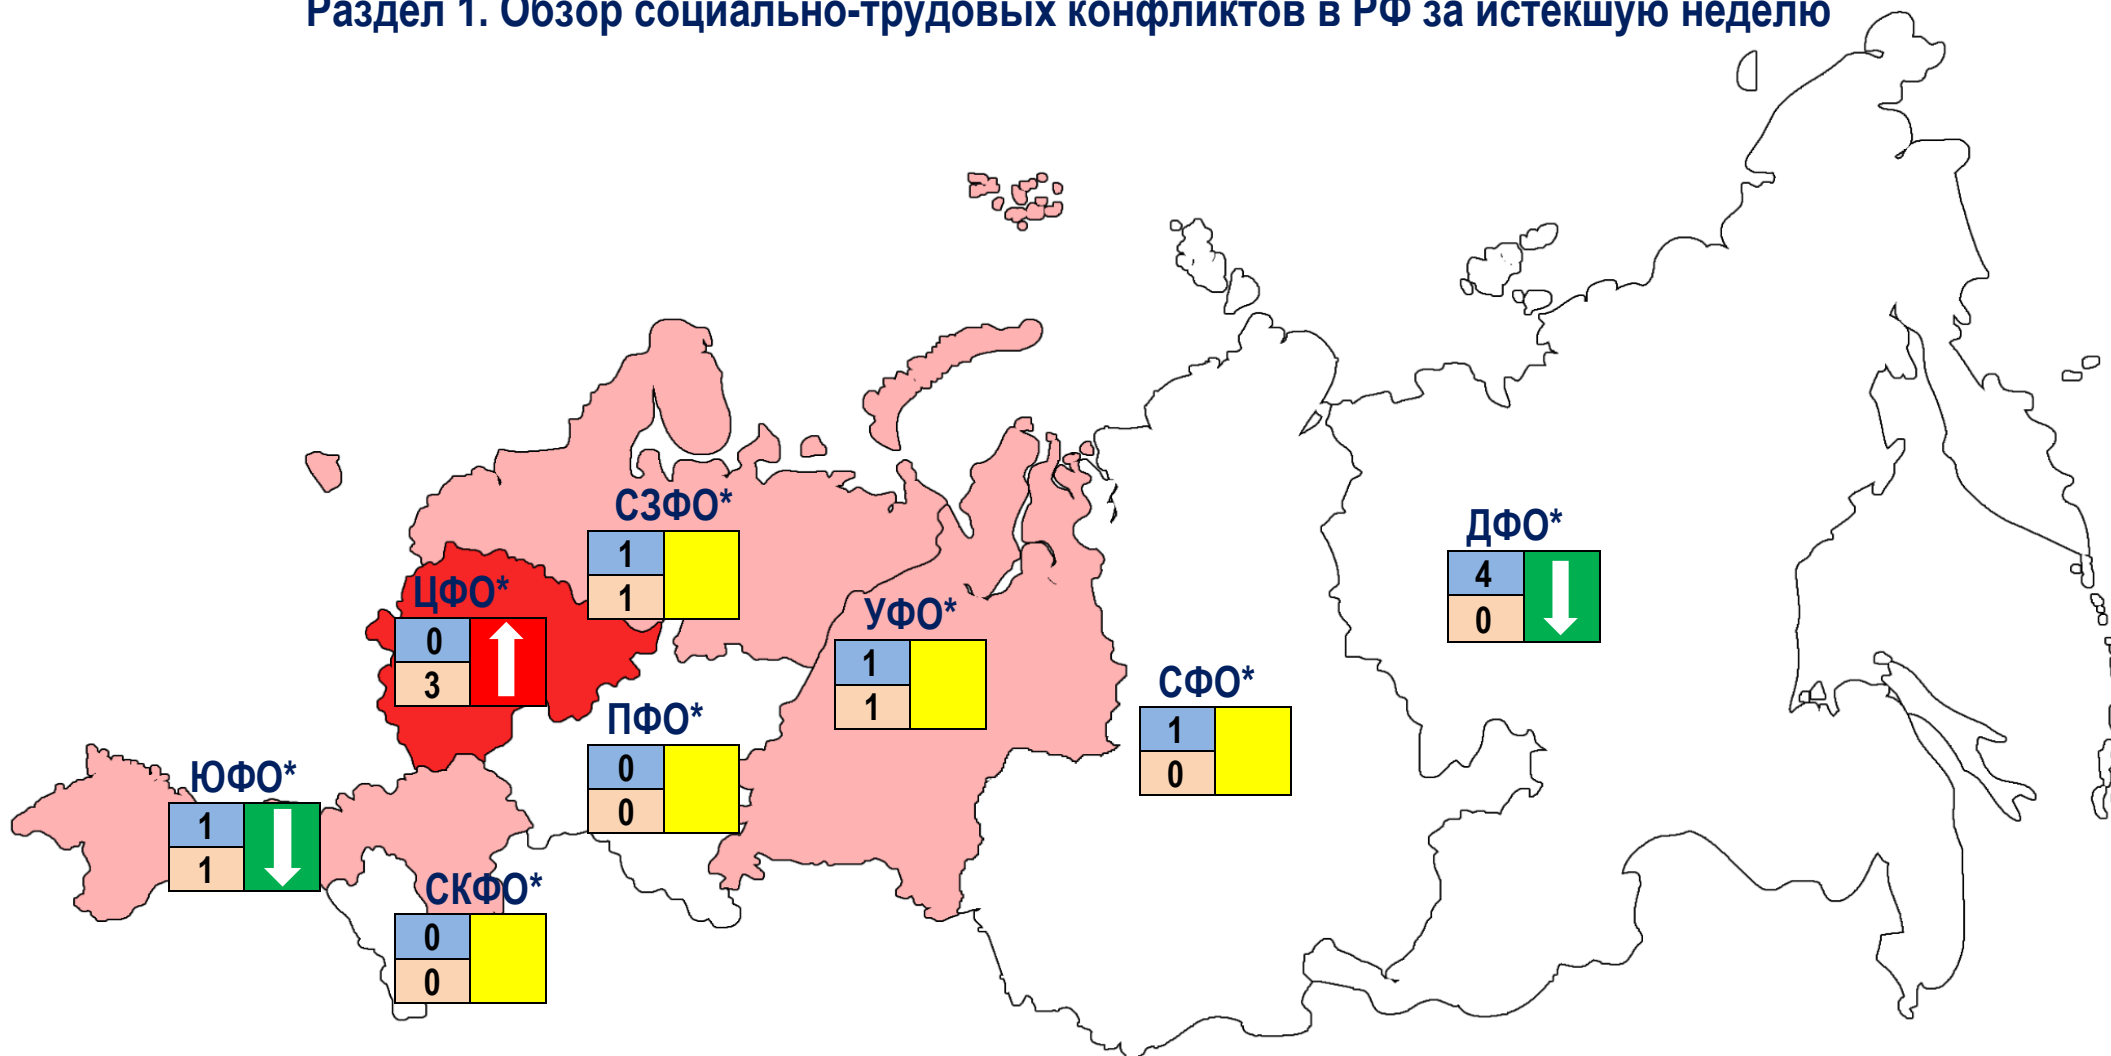 Раздел 1. Обзор социально-трудовых конфликтов в РФ за истекшую неделю
СЗФО*
1
1
ДФО*
4
0
ЦФО*
0
3
УФО*
1
1
СФО*
1
0
ПФО*
0
0
ЮФО*
1
1
СКФО*
0
0